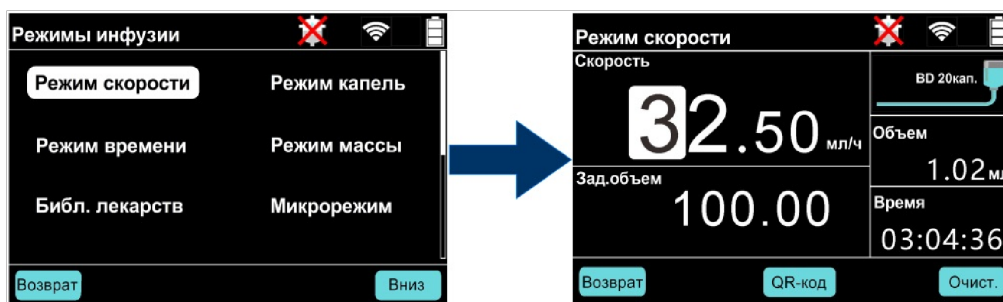 Режимы инфузии
Режим скорости Режим капель
Режим времени Режим массы
Библ. лекарств Микрорежим
Возврат Вниз
Режим скорости
Скорость
32.50 мл/ч
Зад.объем
100.00
BD 20кап.
Объем
1.02 мл
Время
03:04:36
Возврат QR-код Очист.